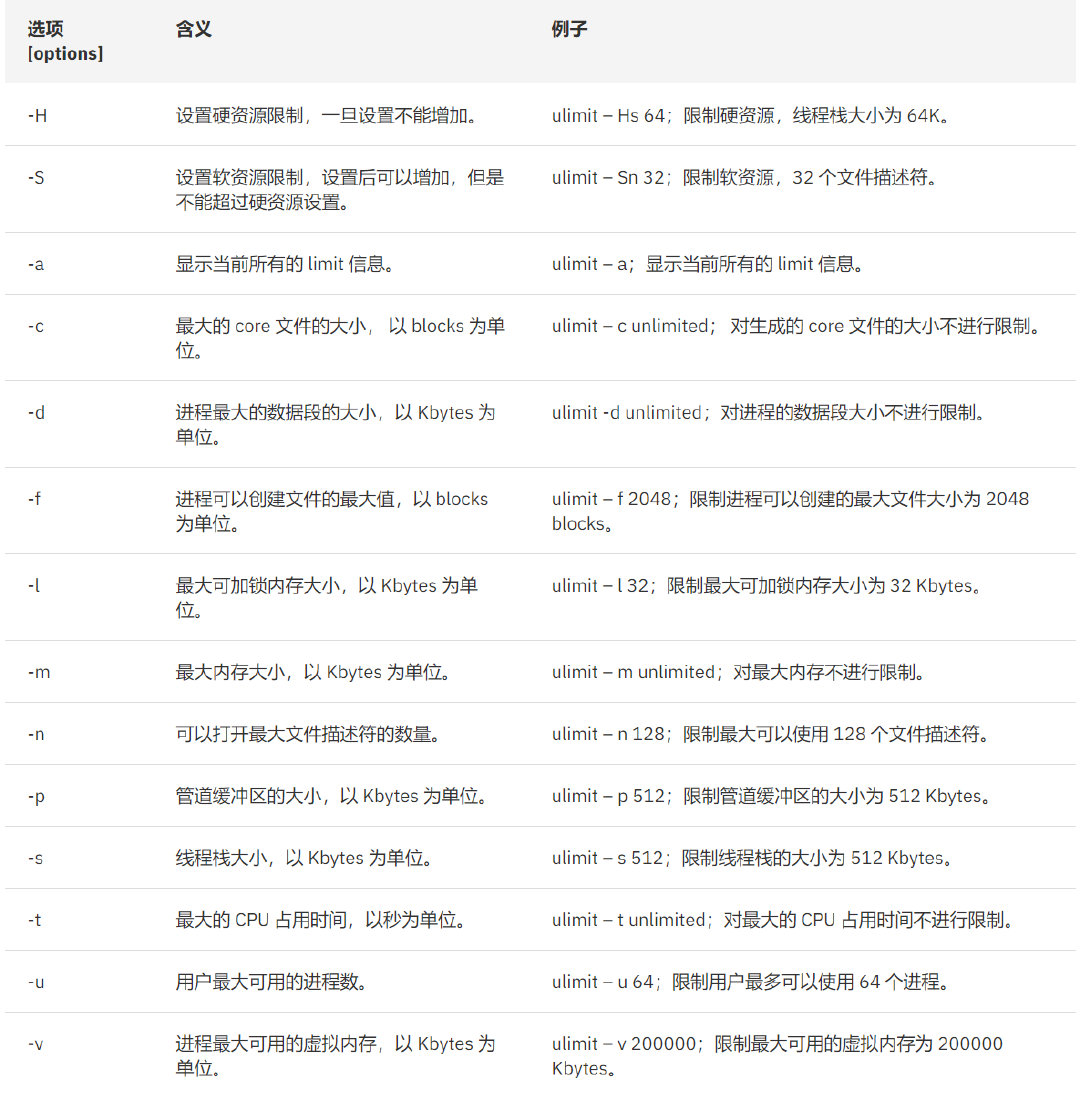 选项 含义 例子
[options]
-H 设置硬资源限制，一旦设置不能增加。 ulimit – Hs 64；限制硬资源，线程栈大小为 64K。
-S 设置软资源限制，设置后可以增加，但是 ulimit – Sn 32；限制软资源，32 个文件描述符。
不能超过硬资源设置。
-a 显示当前所有的 limit 信息。 ulimit – a；显示当前所有的 limit 信息。
-c 最大的 core 文件的大小， 以 blocks 为单 ulimit – c unlimited； 对生成的 core 文件的大小不进行限制。
位。
-d 进程最大的数据段的大小，以 Kbytes 为 ulimit -d unlimited；对进程的数据段大小不进行限制。
单位。
-f 进程可以创建文件的最大值，以 blocks ulimit – f 2048；限制进程可以创建的最大文件大小为 2048
为单位。 blocks。
-l 最大可加锁内存大小，以 Kbytes 为单 ulimit – l 32；限制最大可加锁内存大小为 32 Kbytes。
位。
-m 最大内存大小，以 Kbytes 为单位。 ulimit – m unlimited；对最大内存不进行限制。
-n 可以打开最大文件描述符的数量。 ulimit – n 128；限制最大可以使用 128 个文件描述符。
-p 管道缓冲区的大小，以 Kbytes 为单位。 ulimit – p 512；限制管道缓冲区的大小为 512 Kbytes。
-s 线程栈大小，以 Kbytes 为单位。 ulimit – s 512；限制线程栈的大小为 512 Kbytes。
-t 最大的 CPU 占用时间，以秒为单位。 ulimit – t unlimited；对最大的 CPU 占用时间不进行限制。
-u 用户最大可用的进程数。 ulimit – u 64；限制用户最多可以使用 64 个进程。
-v 进程最大可用的虚拟内存，以 Kbytes 为 ulimit – v 200000；限制最大可用的虚拟内存为 200000
单位。 Kbytes。